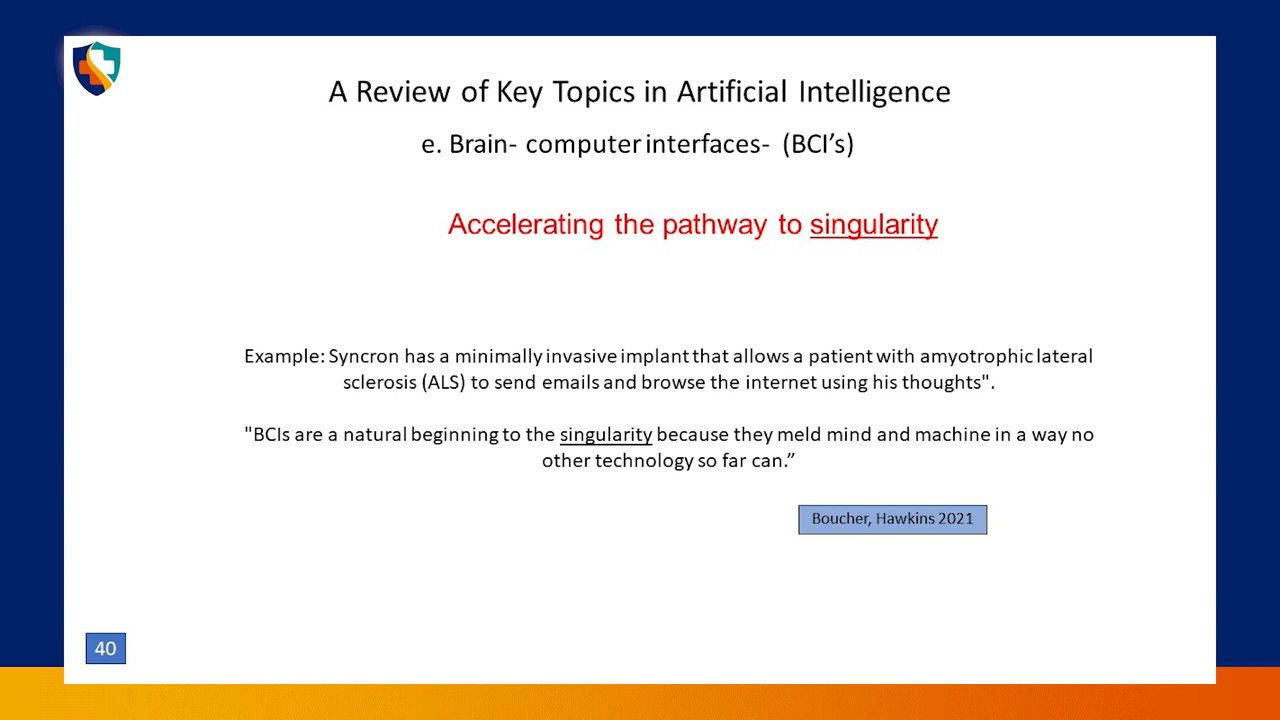 A Review of Key Topics in Artificial Intelligence
e. Brain- computer interfaces- (BCI’s)
Accelerating the pathway to singularity
Example: Syncron has a minimally invasive implant that allows a patient with amyotrophic lateral
sclerosis (ALS) to send emails and browse the internet using his thoughts".
"BCIs are a natural beginning to the singularity because they meld mind and machine in a way no
other technology so far can.”
Boucher, Hawkins 2021
40